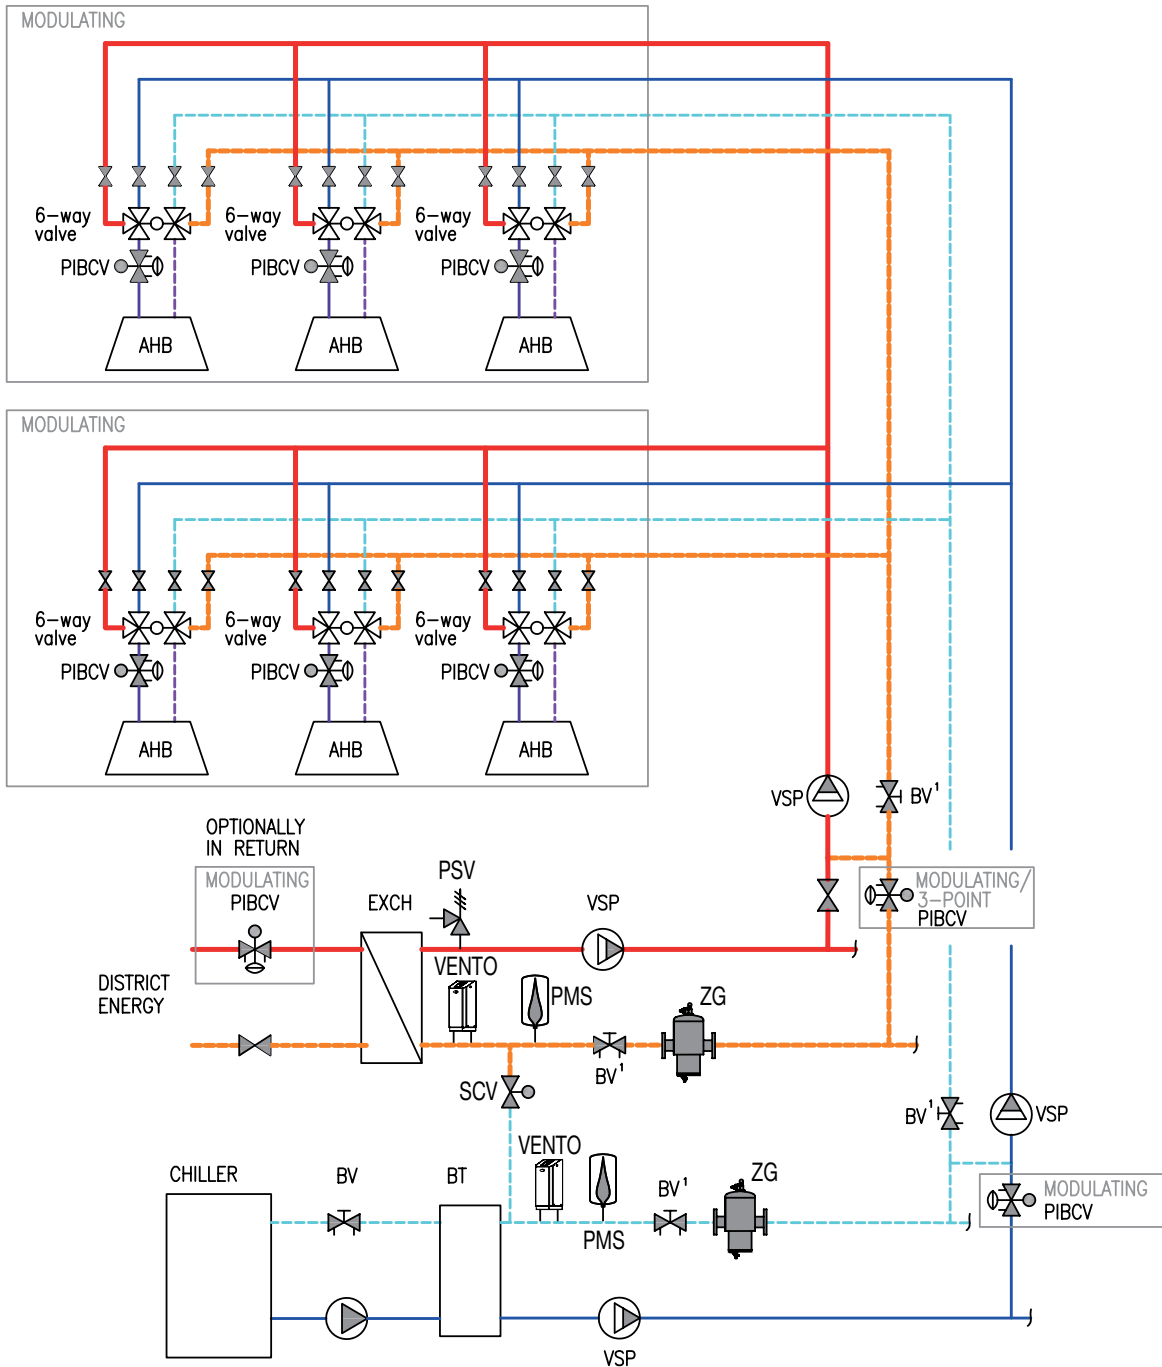 MODULATING
6-way
valve
6-way
valve
6-way
valve
PIBCV
PIBCV
PIBCV
AHB
AHB
AHB
MODULATING
6-way
valve
6-way
valve
6-way
valve
PIBCV
PIBCV
PIBCV
AHB
AHB
AHB
VSP
BV¹
OPTIONALLY
IN RETURN
MODULATING
PIBCV
EXCH
PSV
VSP
MODULATING/
3-POINT
PIBCV
VENTO
DISTRICT
ENERGY
PMS
ZG
BV¹
SCV
BV¹
VSP
VENTO
CHILLER
BV
BT
BV¹
ZG
MODULATING
PIBCV
PMS
VSP